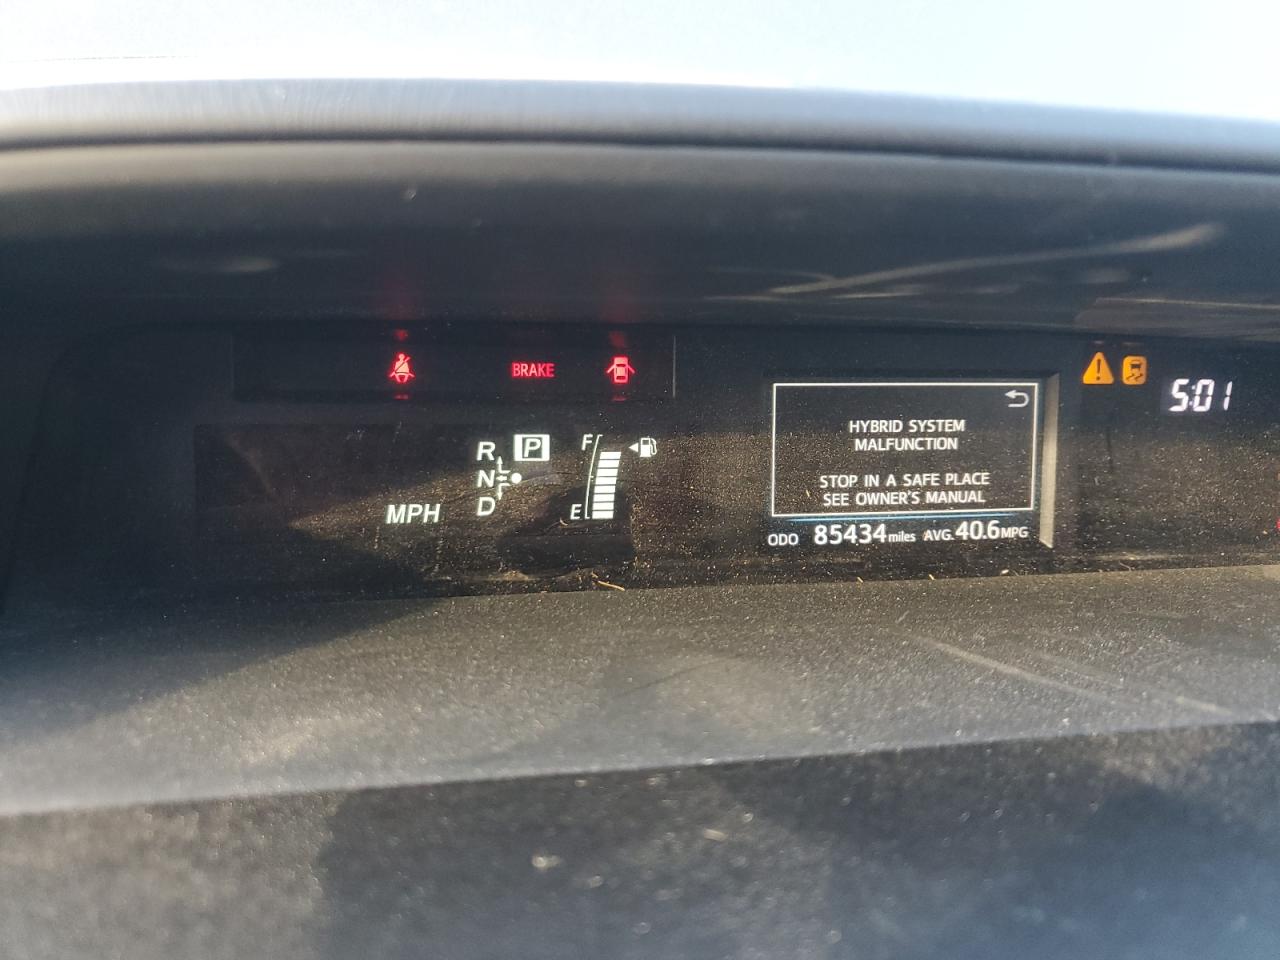 BRAKE
R P
N
D
MPH
F
E
HYBRID SYSTEM
MALFUNCTION
STOP IN A SAFE PLACE
SEE OWNER'S MANUAL
ODO 85434 miles AVG. 40.6 MPG
5:01